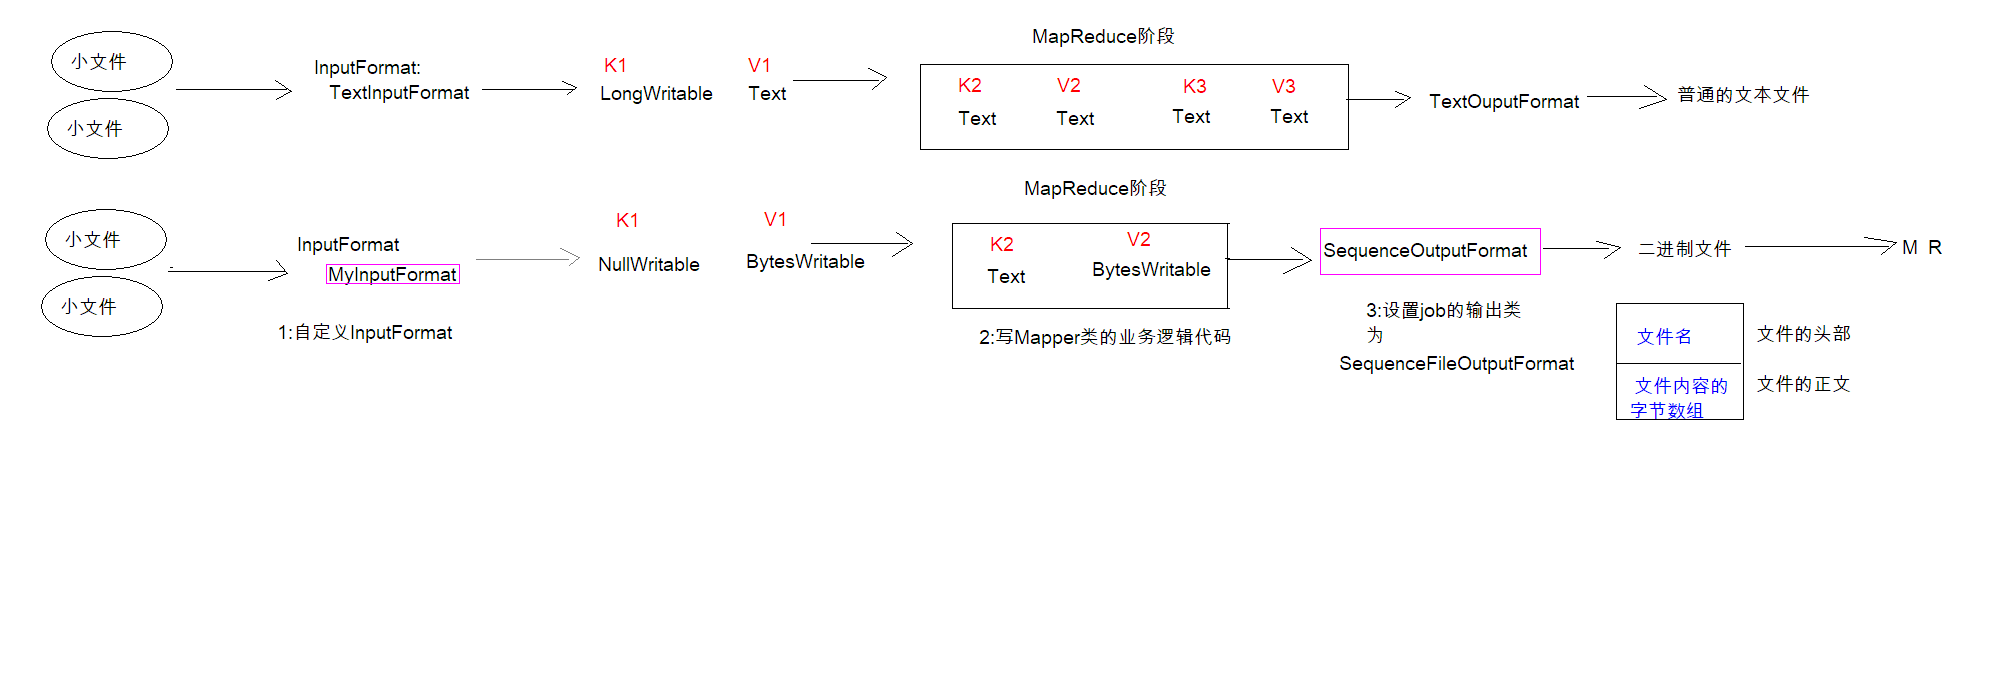 MapReduce阶段
小文件
小文件
InputFormat:
TextInputFormat
K1
V1
LongWritable
Text
K2
V2
K3
V3
Text
Text
Text
Text
TextOuputFormat
普通的文本文件
MapReduce阶段
小文件
小文件
InputFormat
MyInputFormat
1:自定义InputFormat
K1
V1
NullWritable
BytesWritable
K2
V2
Text
BytesWritable
2:写Mapper类的业务逻辑代码
SequenceOutputFormat
3:设置job的输出类
为
SequenceFileOutputFormat
二进制文件
M R
文件名
文件的头部
文件内容的
字节数组
文件的正文